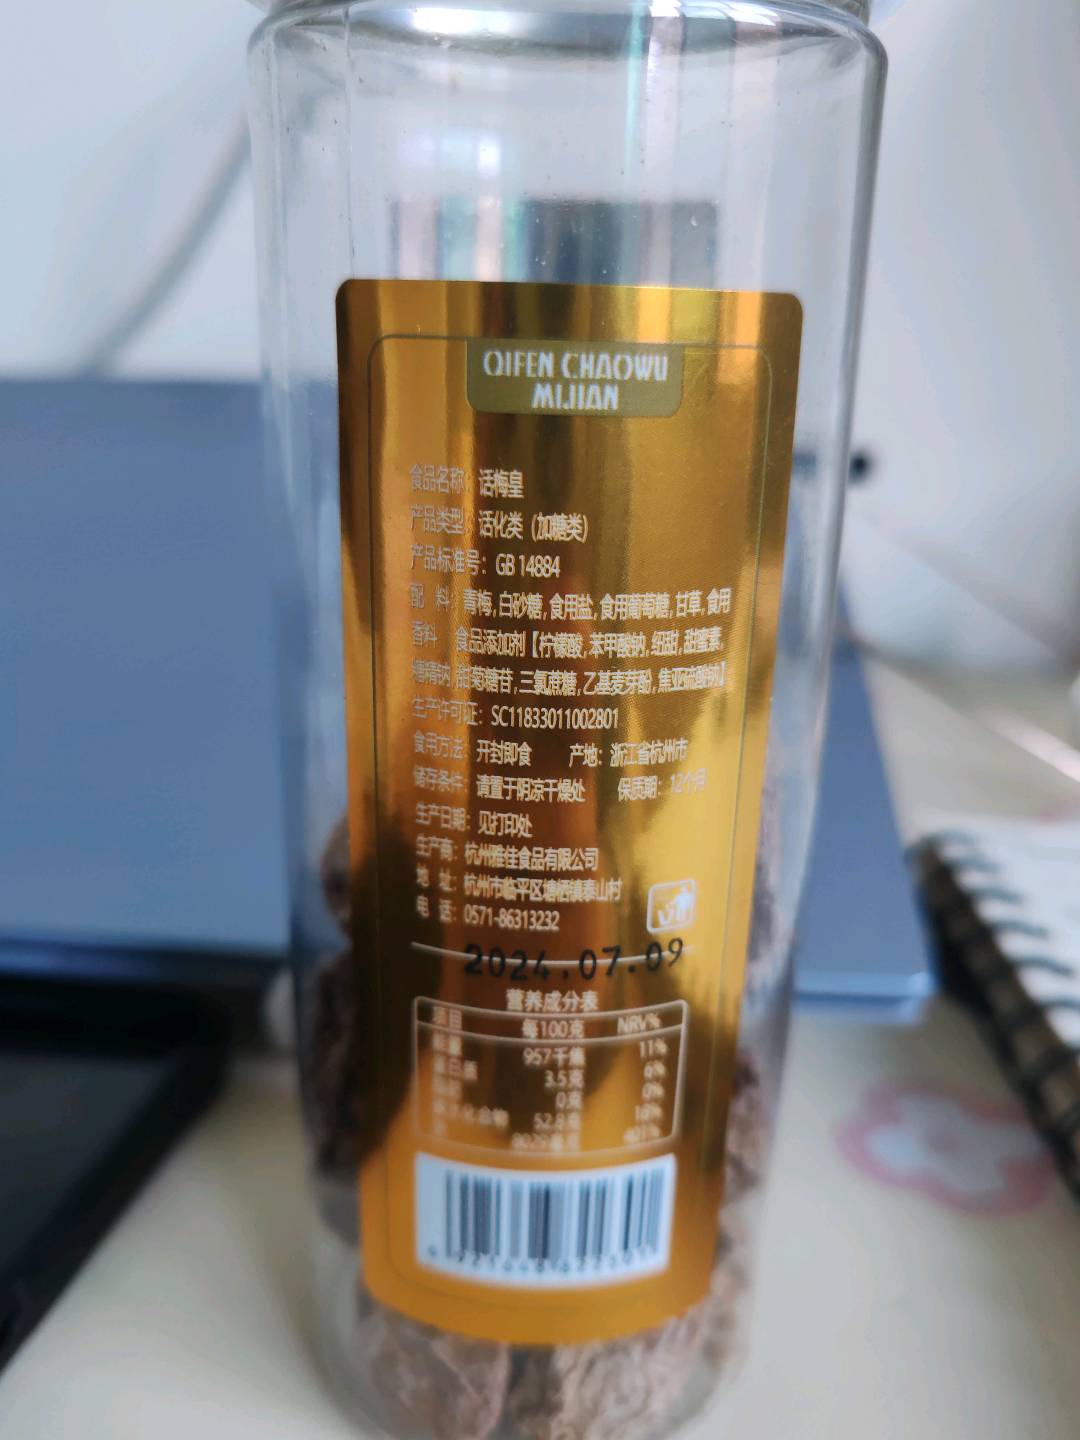 QIFEN CHAOWU
MIJIAN
食品名称：话梅皇
产品类型：话化类（加糖类）
产品标准号：GB 14884
配 料：青梅,白砂糖,食用盐,食用葡萄糖,甘草,食用
香料 食品添加剂【柠檬酸,苯甲酸钠,纽甜,甜蜜素,
糖精钠,甜菊糖苷,三氯蔗糖,乙基麦芽酚,焦亚硫酸钠】
生产许可证：SC11833011002801
食用方法：开封即食 产地：浙江省杭州市
储存条件：请置于阴凉干燥处 保质期：12个月
生产日期：见打印处
生产商：杭州雅佳食品有限公司
地 址：杭州市临平区塘栖镇泰山村
电 话：0571-86313232
2024.07.09
营养成分表
项目 每100克 NRV%
能量 957千焦 11%
蛋白质 3.5克 6%
脂肪 0克 0%
碳水化合物 52.8克 18%
钠